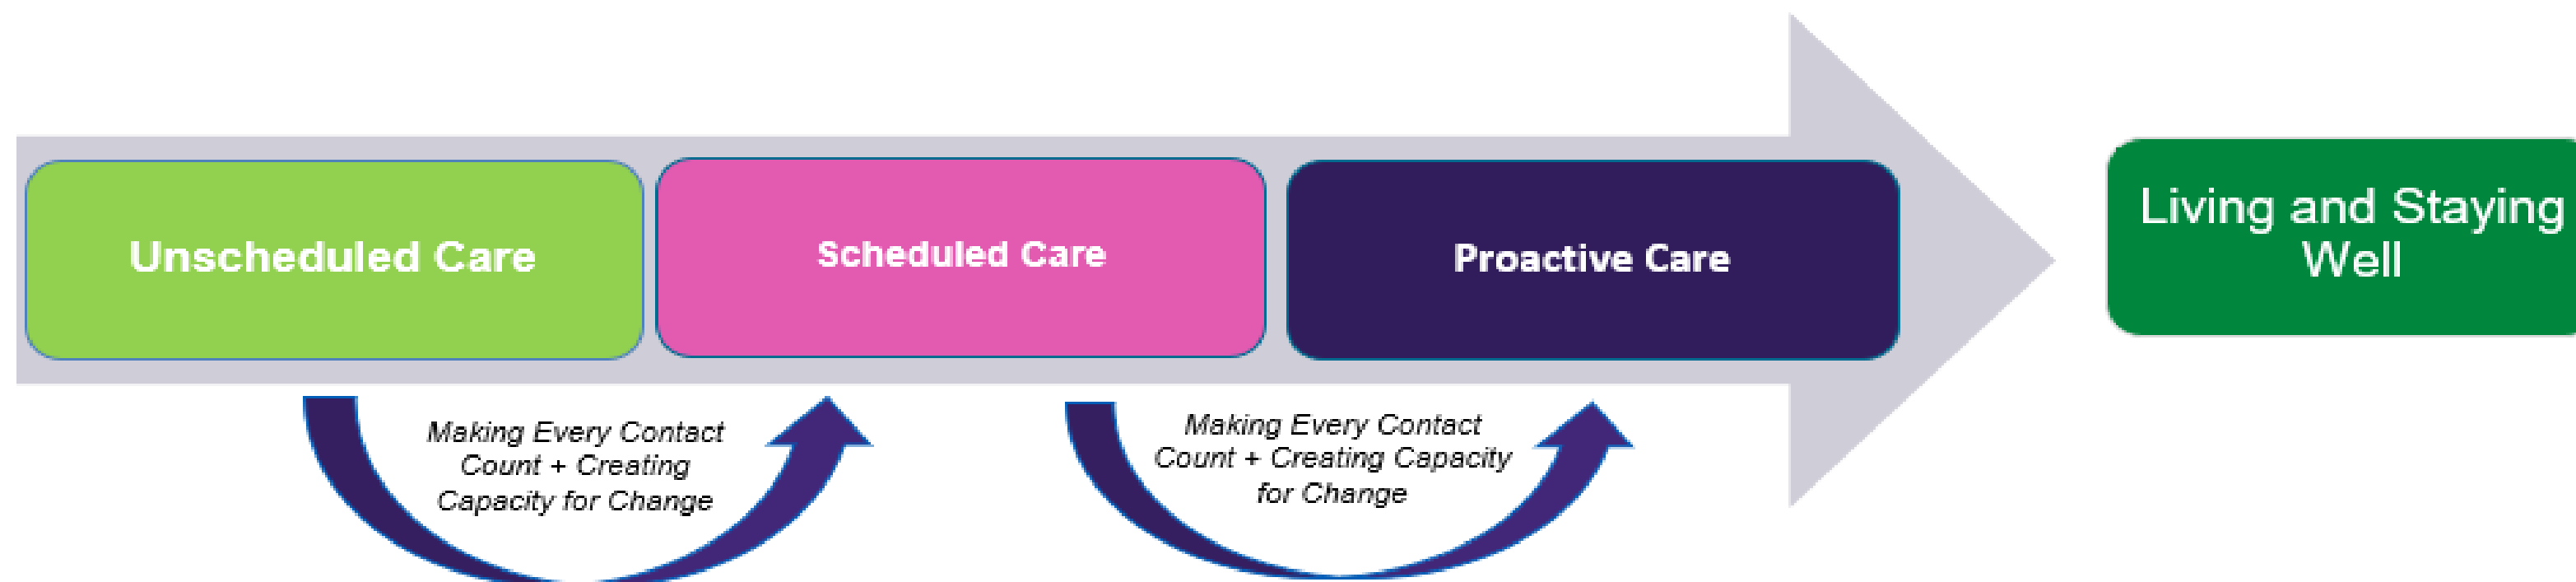 Unscheduled Care
Scheduled Care
Proactive Care
Living and Staying
Well
Making Every Contact
Count + Creating
Capacity for Change
Making Every Contact
Count + Creating Capacity
for Change